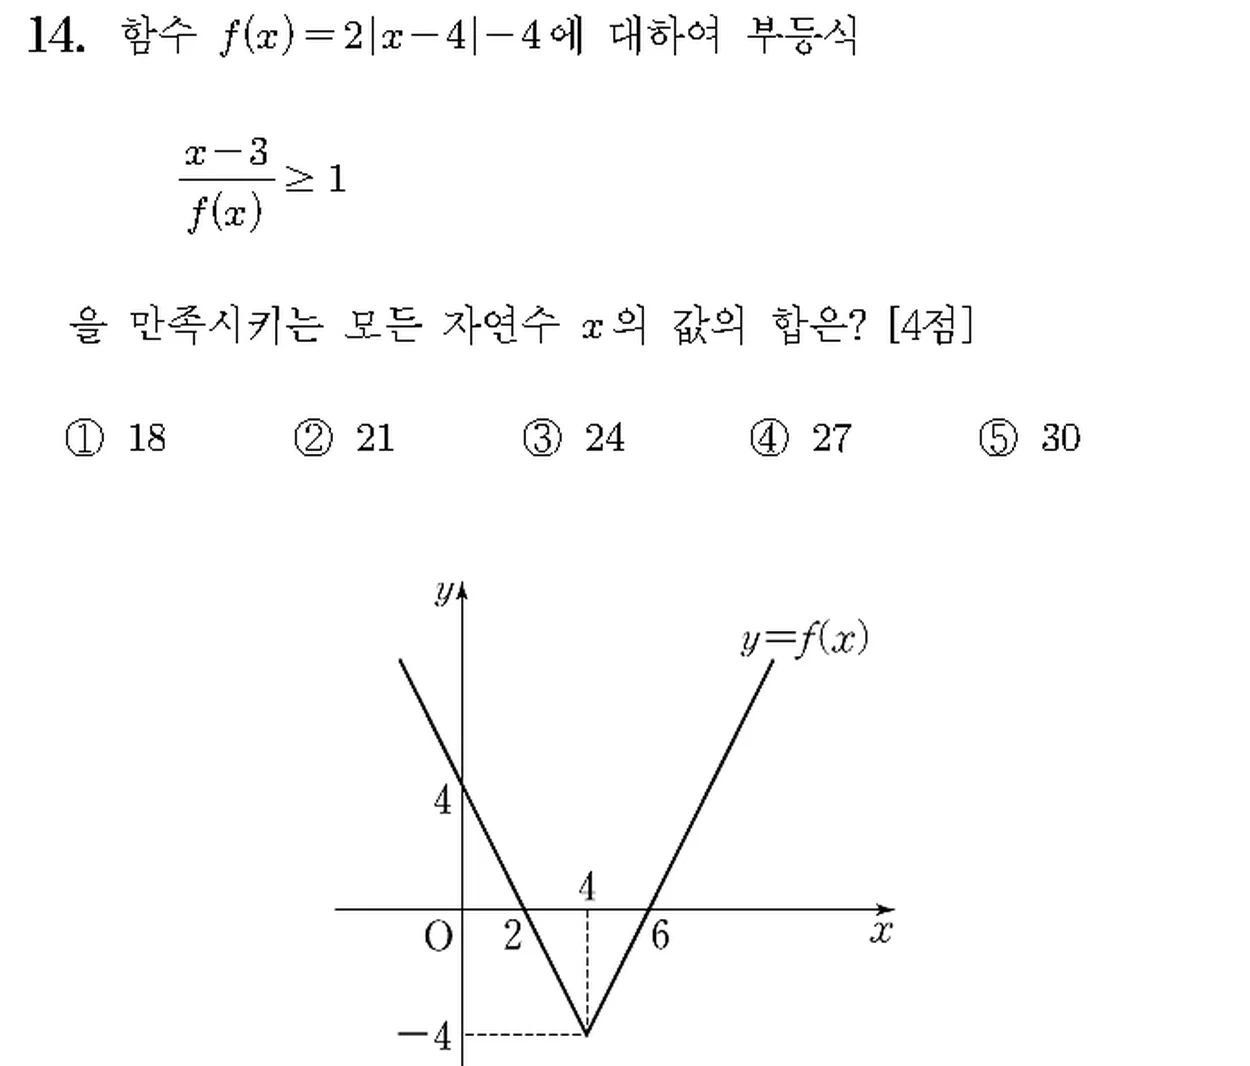 14. 함수 f(x)=2|x-4|-4에 대하여 부등식
x-3
f(x)
≥ 1
을 만족시키는 모든 자연수 x의 값의 합은? [4점]
① 18 ② 21 ③ 24 ④ 27 ⑤ 30
y
y=f(x)
4
4
O 2 6 x
-4